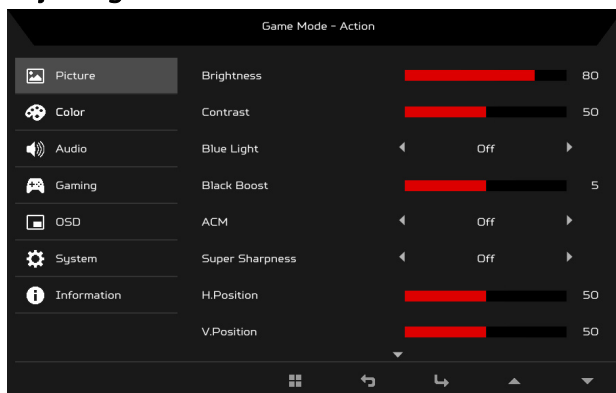 Game Mode - Action
Picture
Brightness 80
Color
Contrast 50
Audio
Blue Light Off
Gaming
Black Boost 5
OSD
ACM Off
System
Super Sharpness Off
Information
H.Position 50
V.Position 50